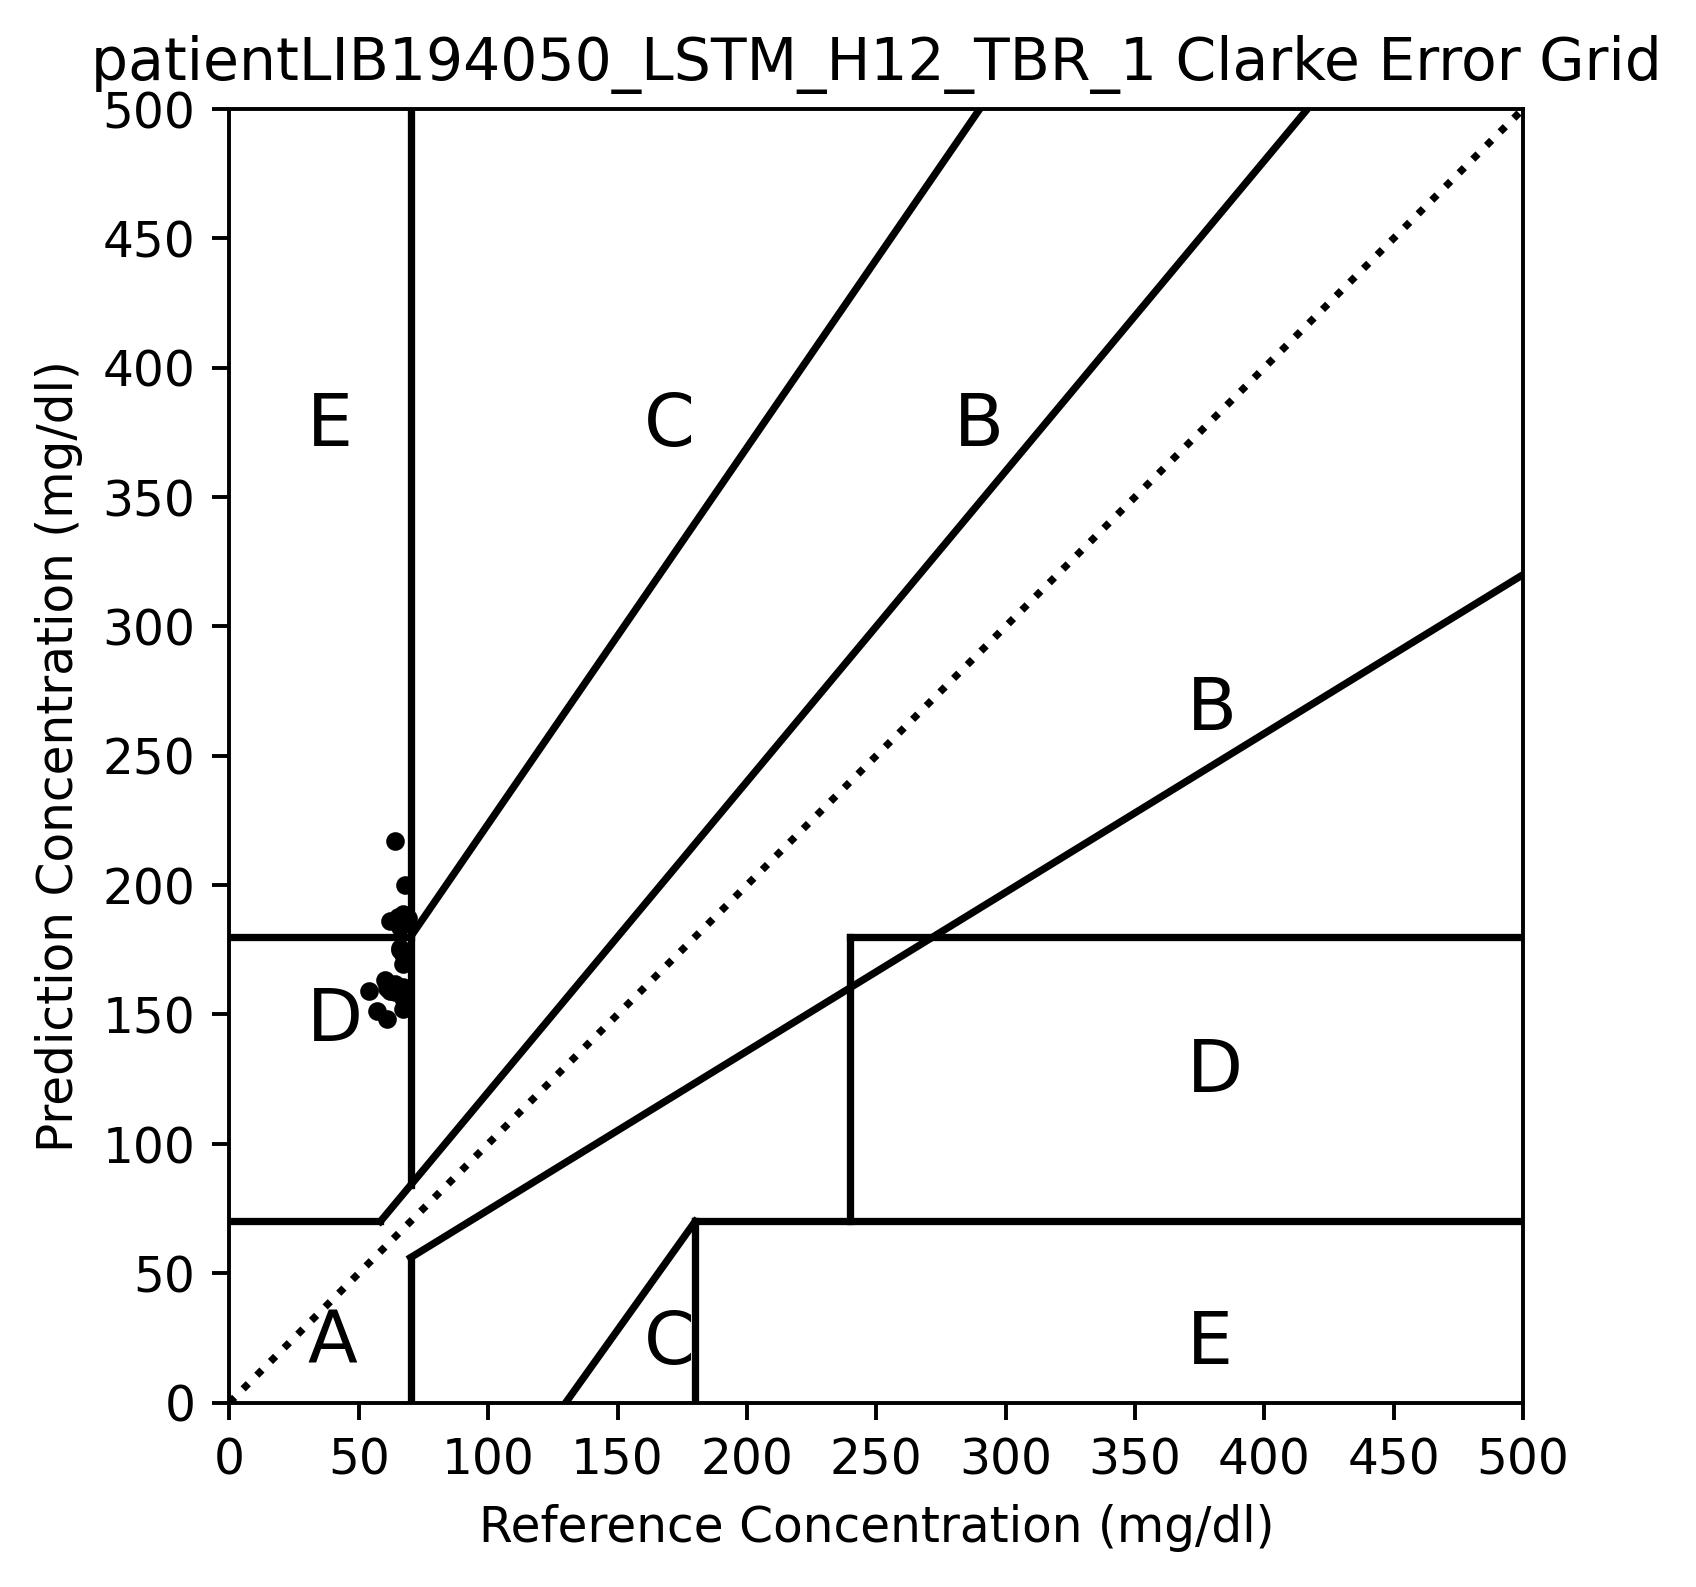 patientLIB194050_LSTM_H12_TBR_1 Clarke Error Grid
500
450
400
350
300
250
200
150
100
50
0
Prediction Concentration (mg/dl)
E
C
B
B
D
D
A
C
E
0 50 100 150 200 250 300 350 400 450 500
Reference Concentration (mg/dl)